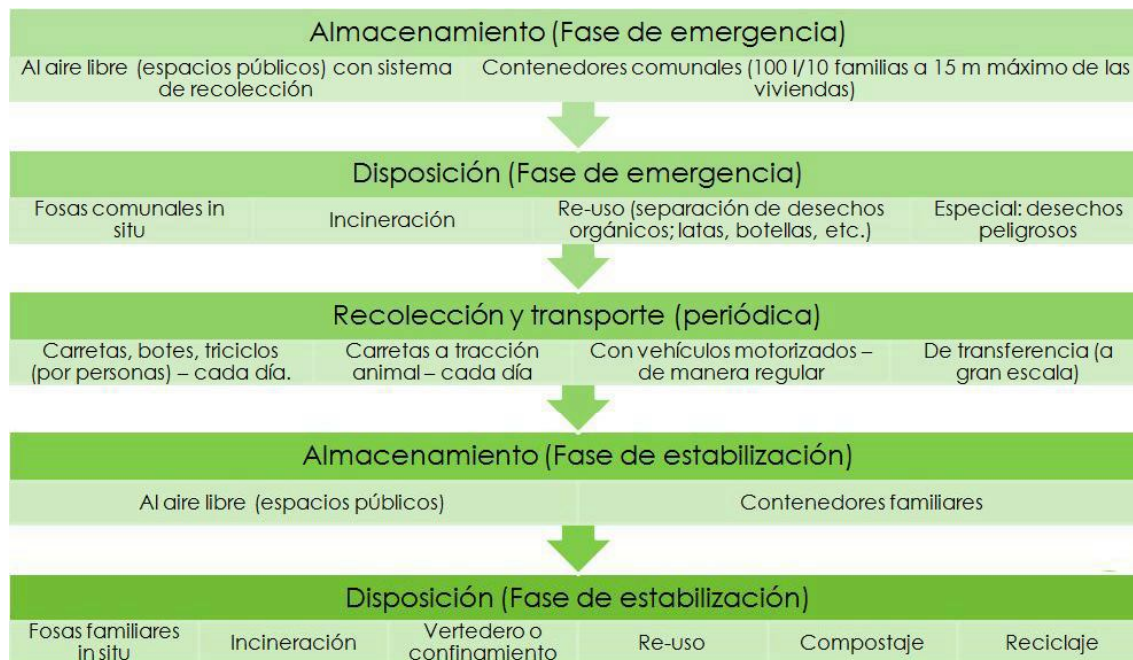 Almacenamiento (Fase de emergencia)
Al aire libre (espacios públicos) con sistema
de recolección
Contenedores comunales (100 l/10 familias a 15 m máximo de las
viviendas)
Disposición (Fase de emergencia)
Fosas comunales in
situ
Incineración
Re-uso (separación de desechos
orgánicos; latas, botellas, etc.)
Especial: desechos
peligrosos
Recolección y transporte (periódica)
Carretas, botes, triciclos
(por personas) – cada día.
Carretas a tracción
animal – cada día
Con vehículos motorizados –
de manera regular
De transferencia (a
gran escala)
Almacenamiento (Fase de estabilización)
Al aire libre (espacios públicos)
Contenedores familiares
Disposición (Fase de estabilización)
Fosas familiares
in situ
Incineración
Vertedero o
confinamiento
Re-uso
Compostaje
Reciclaje